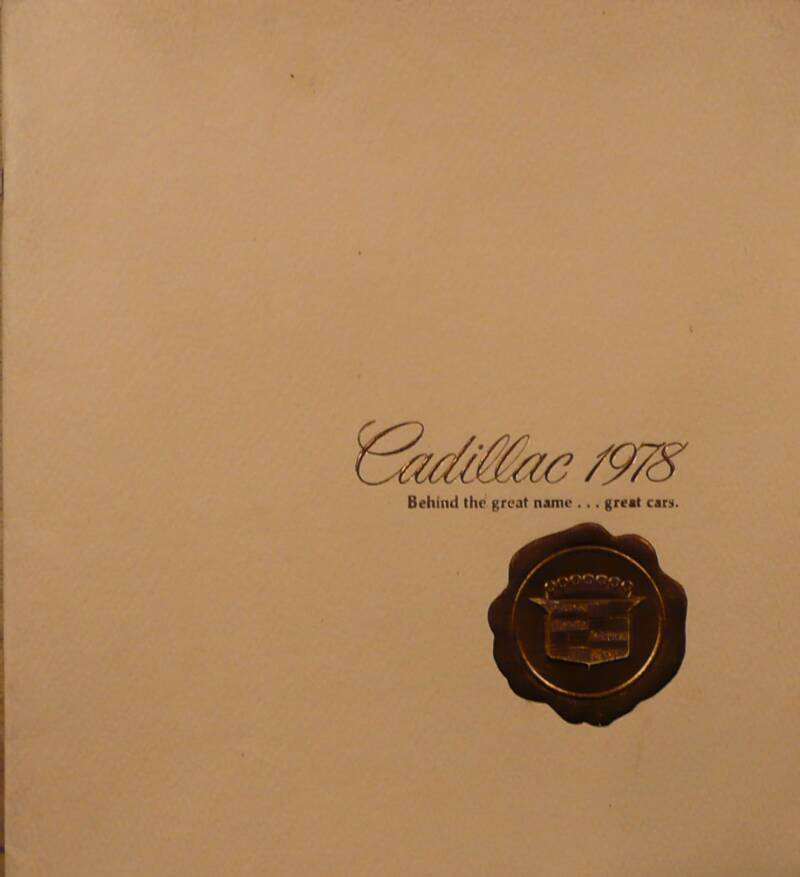 Cadillac 1978
Behind the great name . . . great cars.